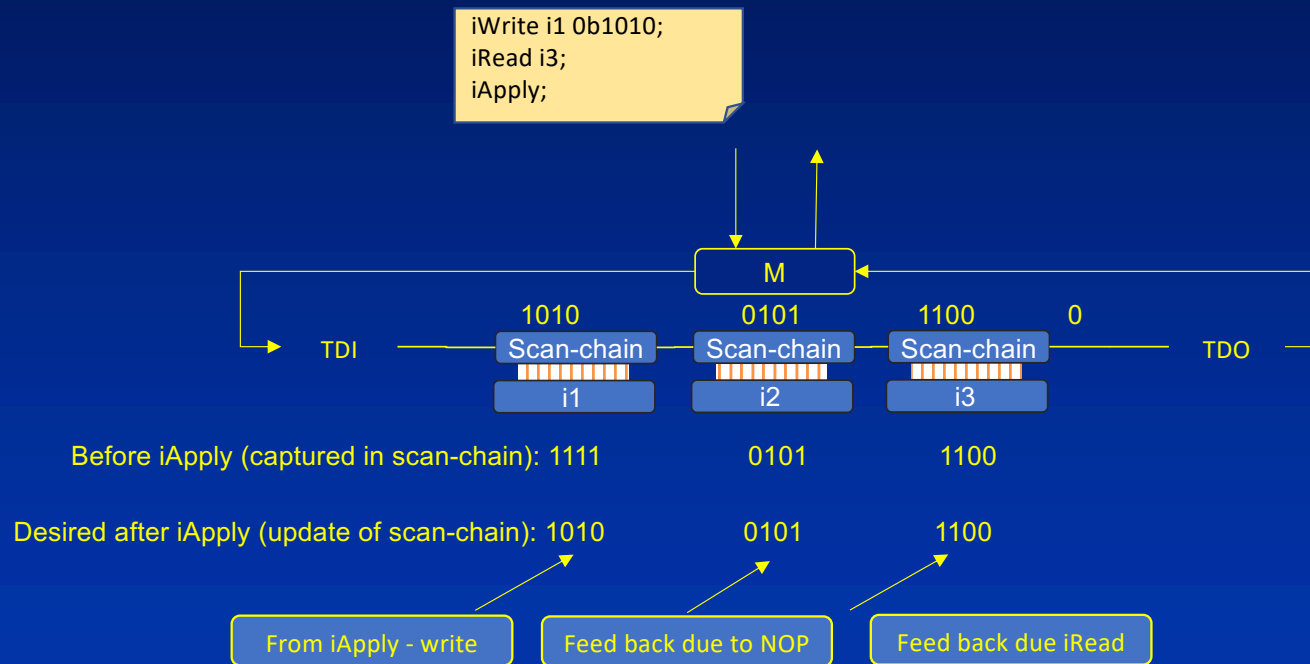 iWrite i1 0b1010;
iRead i3;
iApply;
M
1010 0101 1100 0
TDI Scan-chain Scan-chain Scan-chain TDO
i1 i2 i3
Before iApply (captured in scan-chain): 1111 0101 1100
Desired after iApply (update of scan-chain): 1010 0101 1100
From iApply - write Feed back due to NOP Feed back due iRead